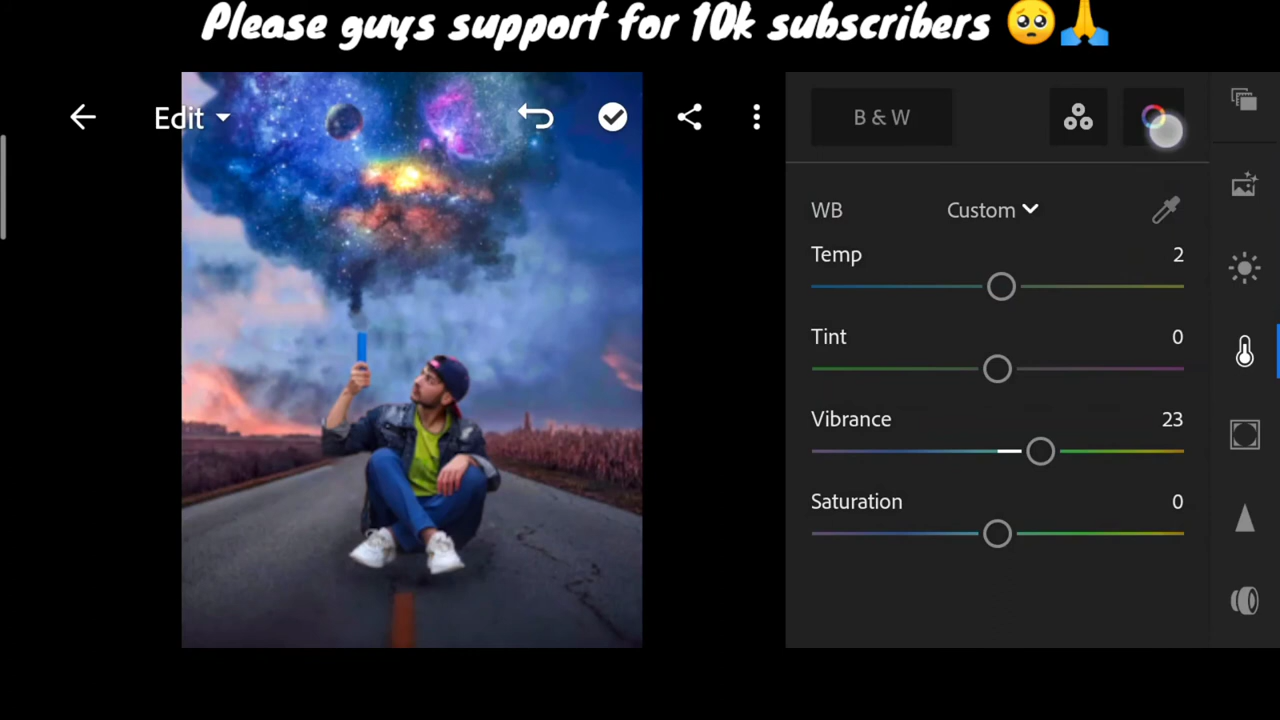 Please guys support for 10k subscribers 🥺🙏
Edit
B & W
WB Custom
Temp 2
Tint 0
Vibrance 23
Saturation 0